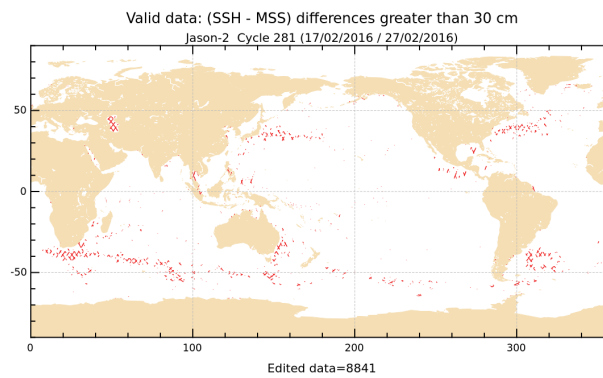 Valid data: (SSH - MSS) differences greater than 30 cm
Jason-2 Cycle 281 (17/02/2016 / 27/02/2016)
50
0
-50
0 100 200 300
Edited data=8841